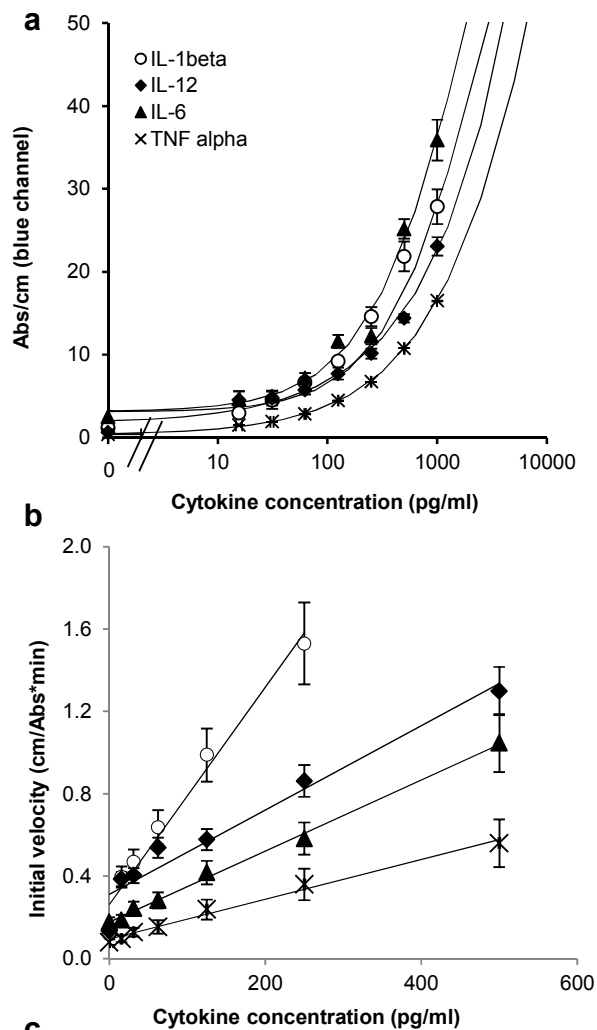 a
50
40
30
20
10
0
Abs/cm (blue channel)
IL-1beta
IL-12
IL-6
TNF alpha
0 10 100 1000 10000
Cytokine concentration (pg/ml)
b
2.0
1.6
1.2
0.8
0.4
0.0
Initial velocity (cm/Abs*min)
0 200 400 600
Cytokine concentration (pg/ml)
c